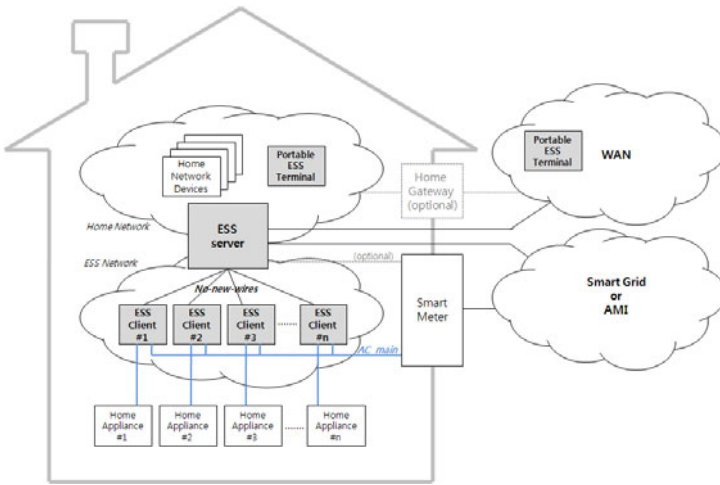 Home
Network
Devices
Portable
ESS
Terminal
Portable
ESS
Terminal
WAN
Home
Gateway
(optional)
Home Network
ESS
server
ESS Network
(optional)
No-new-wires
Smart Grid
or
AMI
Smart
Meter
ESS
Client
#1
ESS
Client
#2
ESS
Client
#3
........
ESS
Client
#n
AC main
Home
Appliance
#1
Home
Appliance
#2
Home
Appliance
#3
........
Home
Appliance
#n